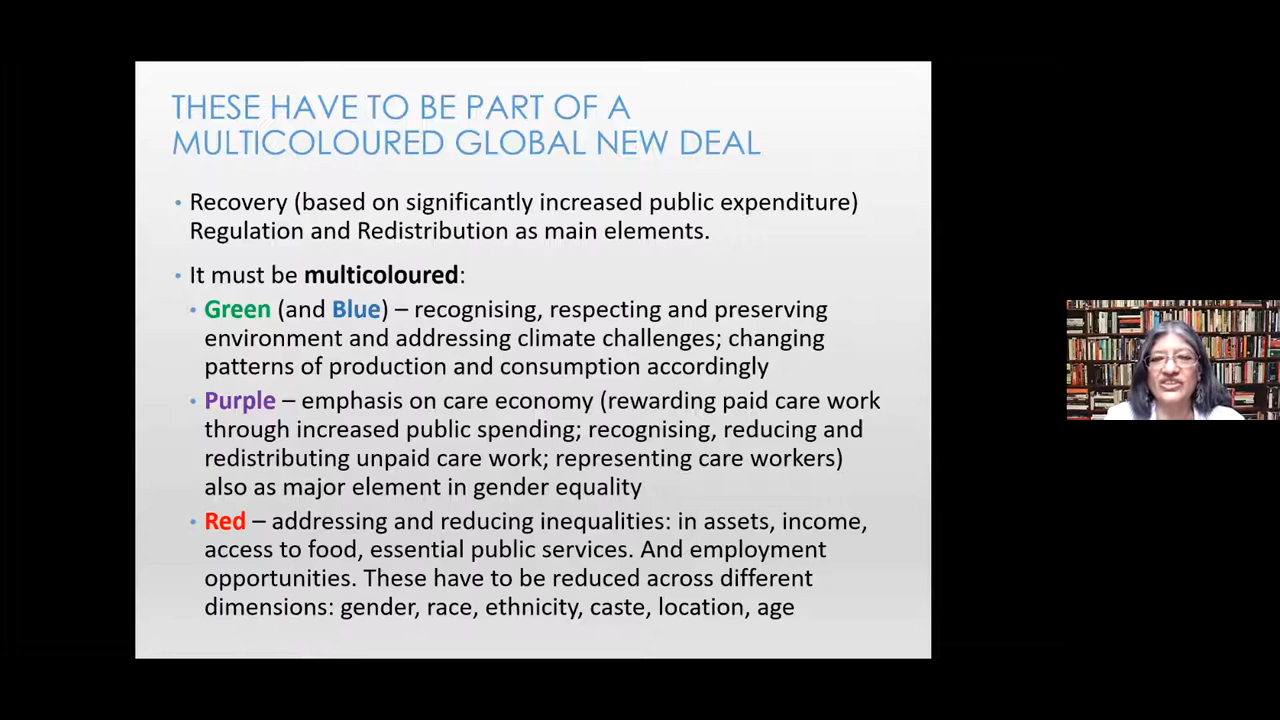 THESE HAVE TO BE PART OF A
MULTICOLOURED GLOBAL NEW DEAL
• Recovery (based on significantly increased public expenditure)
Regulation and Redistribution as main elements.
• It must be multicoloured:
• Green (and Blue) – recognising, respecting and preserving
environment and addressing climate challenges; changing
patterns of production and consumption accordingly
• Purple – emphasis on care economy (rewarding paid care work
through increased public spending; recognising, reducing and
redistributing unpaid care work; representing care workers)
also as major element in gender equality
• Red – addressing and reducing inequalities: in assets, income,
access to food, essential public services. And employment
opportunities. These have to be reduced across different
dimensions: gender, race, ethnicity, caste, location, age